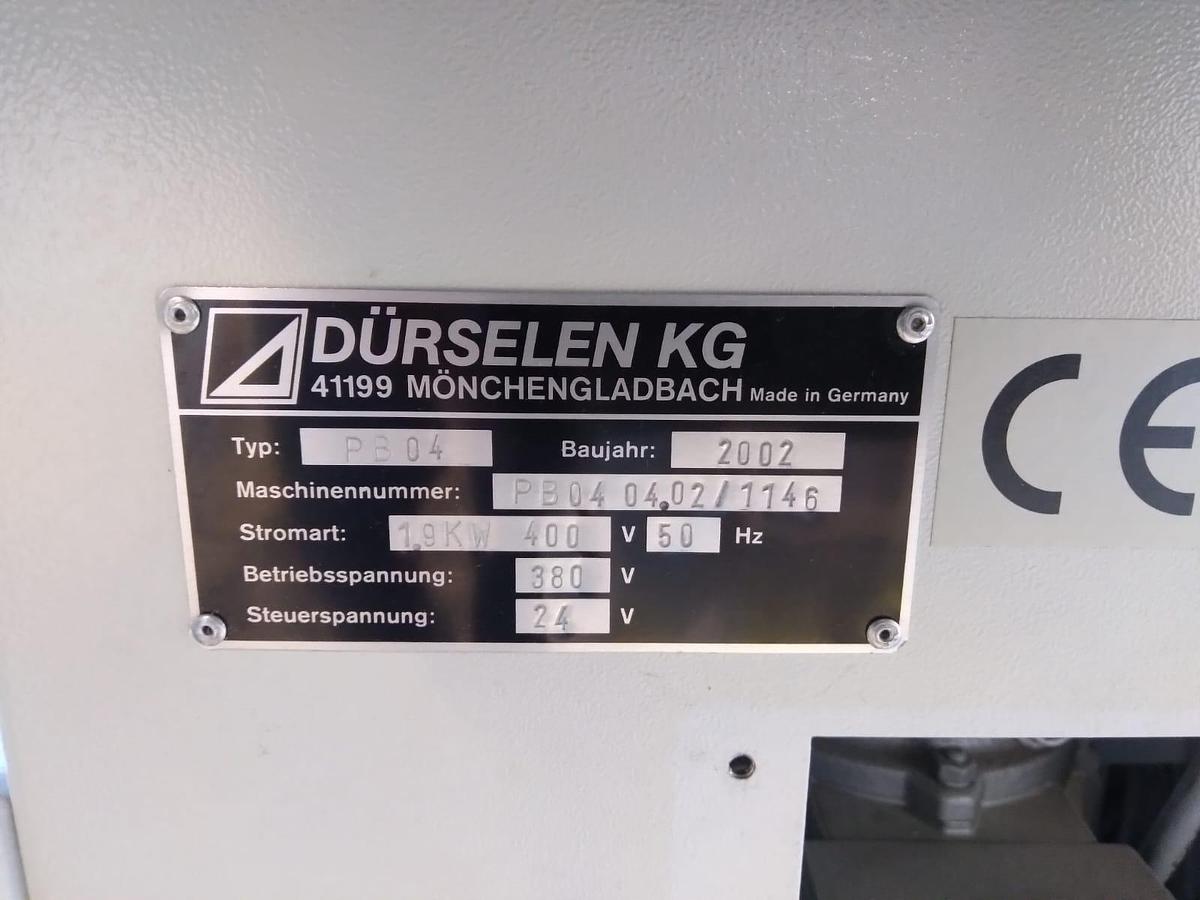 DÜRSELEN KG
41199 MÖNCHENGLADBACH Made in Germany
Typ: PB04 Baujahr: 2002
Maschinennummer: PB04 04.02/1146
Stromart: 1.9KW 400 V 50 Hz
Betriebsspannung: 380 V
Steuerspannung: 24 V
CE